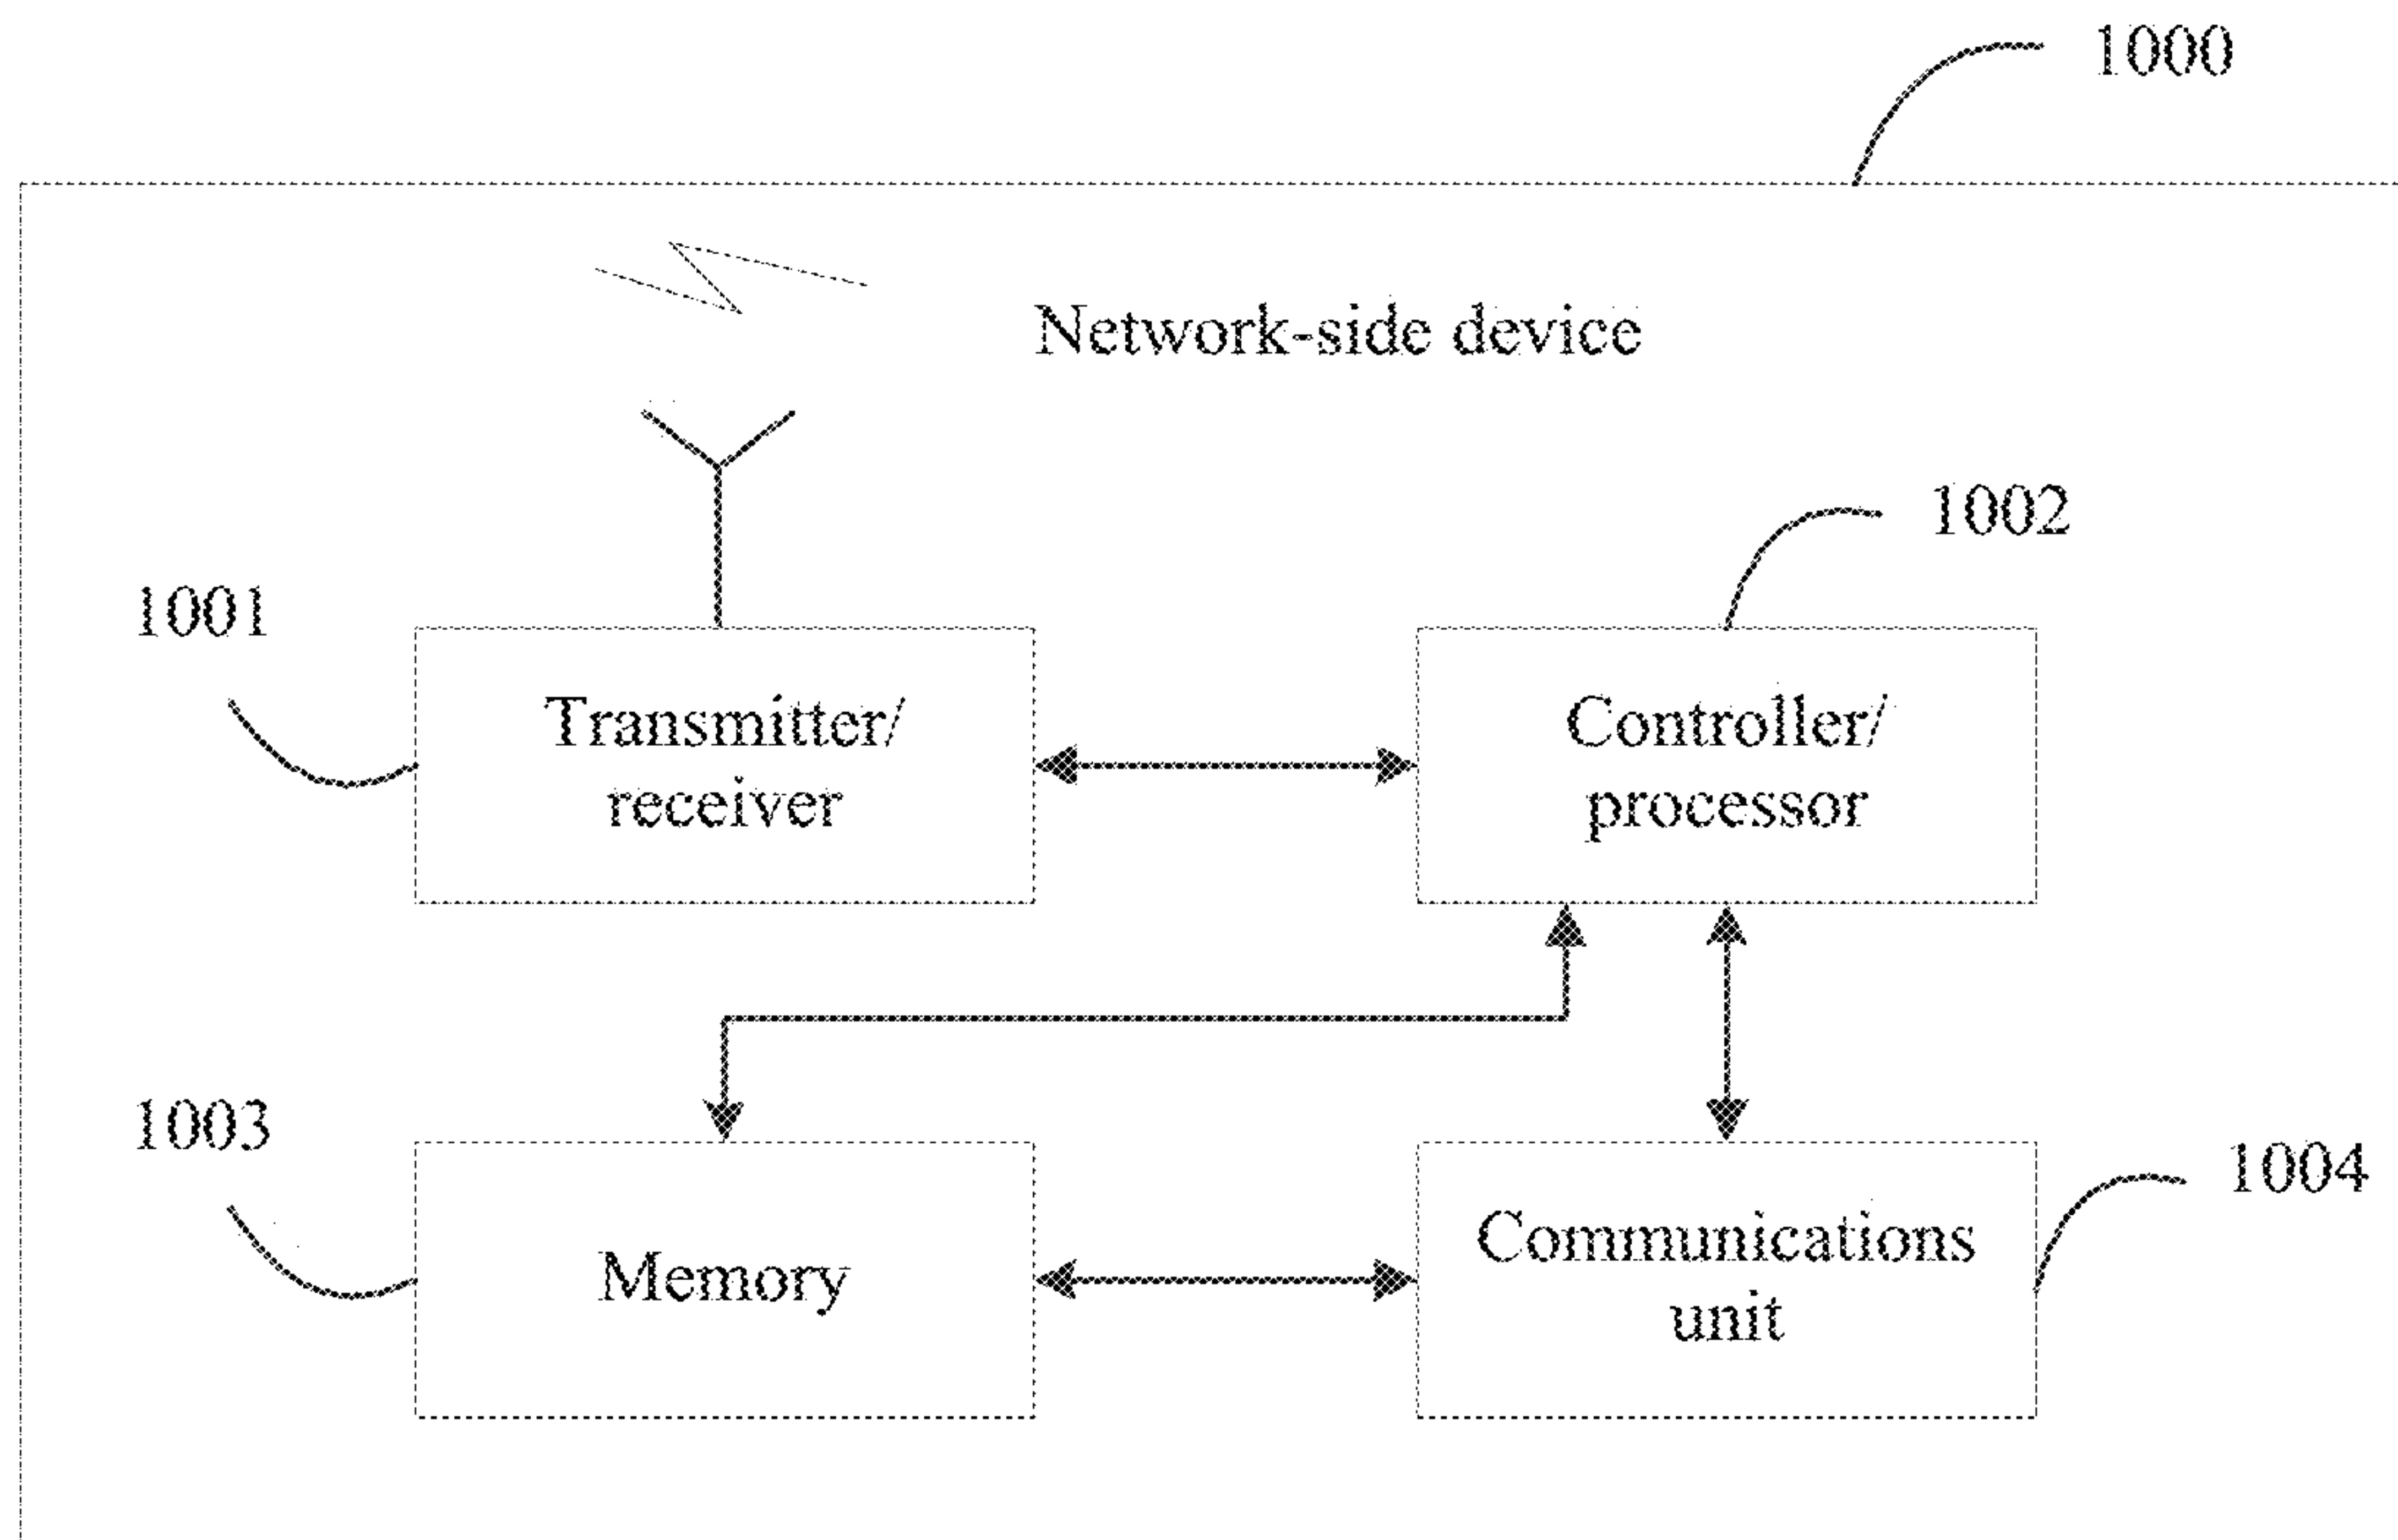 1000
Network-side device
1002
1001
Transmitter/
receiver
Controller/
processor
1003
1004
Memory
Communications
unit